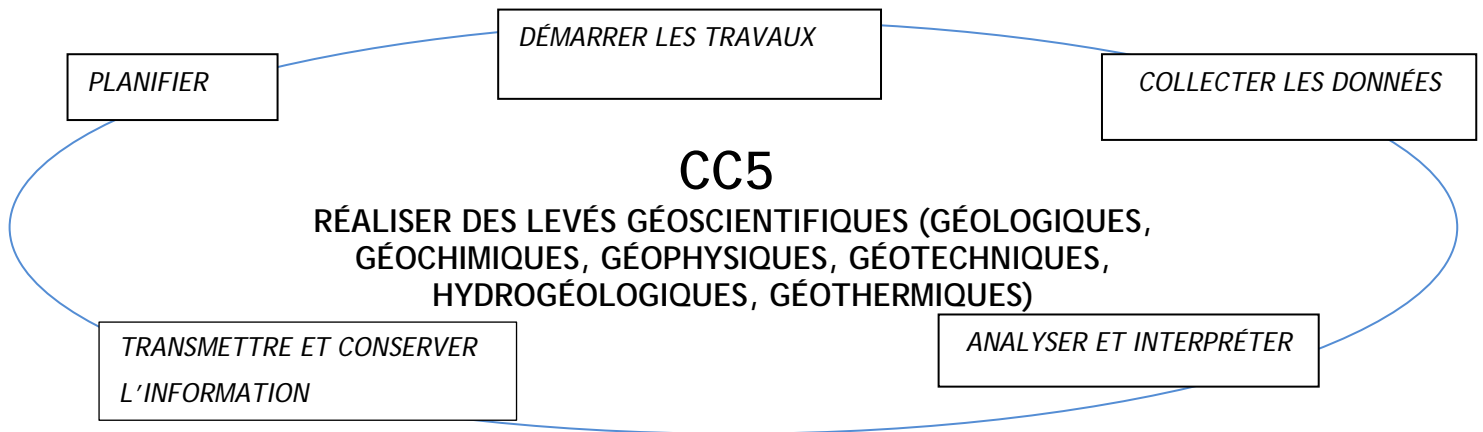 DÉMARRER LES TRAVAUX
PLANIFIER
COLLECTER LES DONNÉES
CC5
RÉALISER DES LEVÉS GÉOSCIENTIFIQUES (GÉOLOGIQUES,
GÉOCHIMIQUES, GÉOPHYSIQUES, GÉOTECHNIQUES,
HYDROGÉOLOGIQUES, GÉOTHERMIQUES)
TRANSMETTRE ET CONSERVER
L'INFORMATION
ANALYSER ET INTERPRÉTER